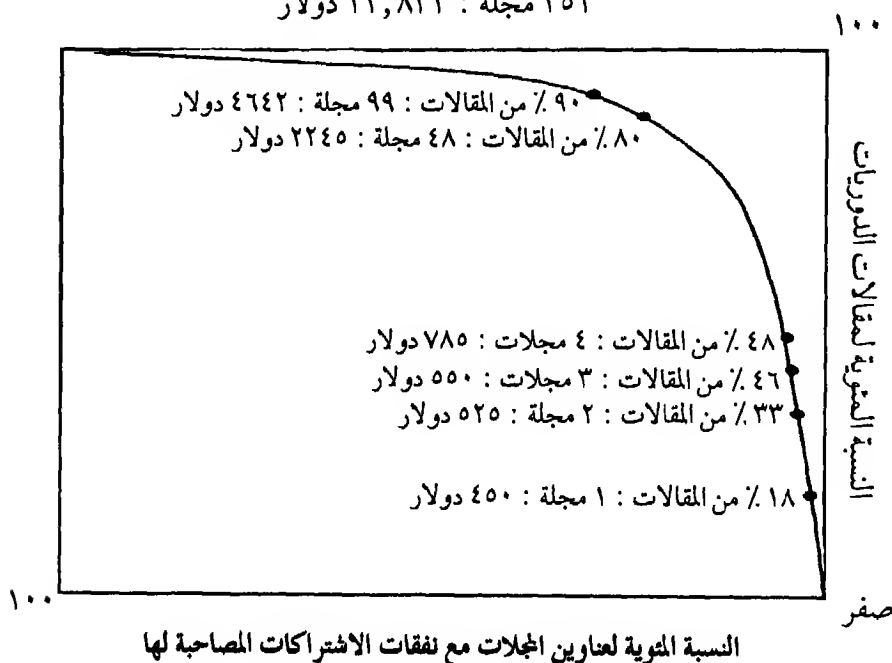 ١٠٠
٩٠٪ من المقالات : ٩٩ مجلة : ٤٦٤٢ دولار
٨٠٪ من المقالات : ٤٨ مجلة : ٢٢٤٥ دولار
٤٨٪ من المقالات : ٤ مجلات : ٧٨٥ دولار
٤٦٪ من المقالات : ٣ مجلات : ٥٥٠ دولار
٣٣٪ من المقالات : ٢ مجلة : ٥٢٥ دولار
١٨٪ من المقالات : ١ مجلة : ٤٥٠ دولار
النسبة المئوية لمقالات الدوريات
صفر
١٠٠
النسبة المئوية لعناوين المجلات مع نفقات الاشتراكات المصاحبة لها